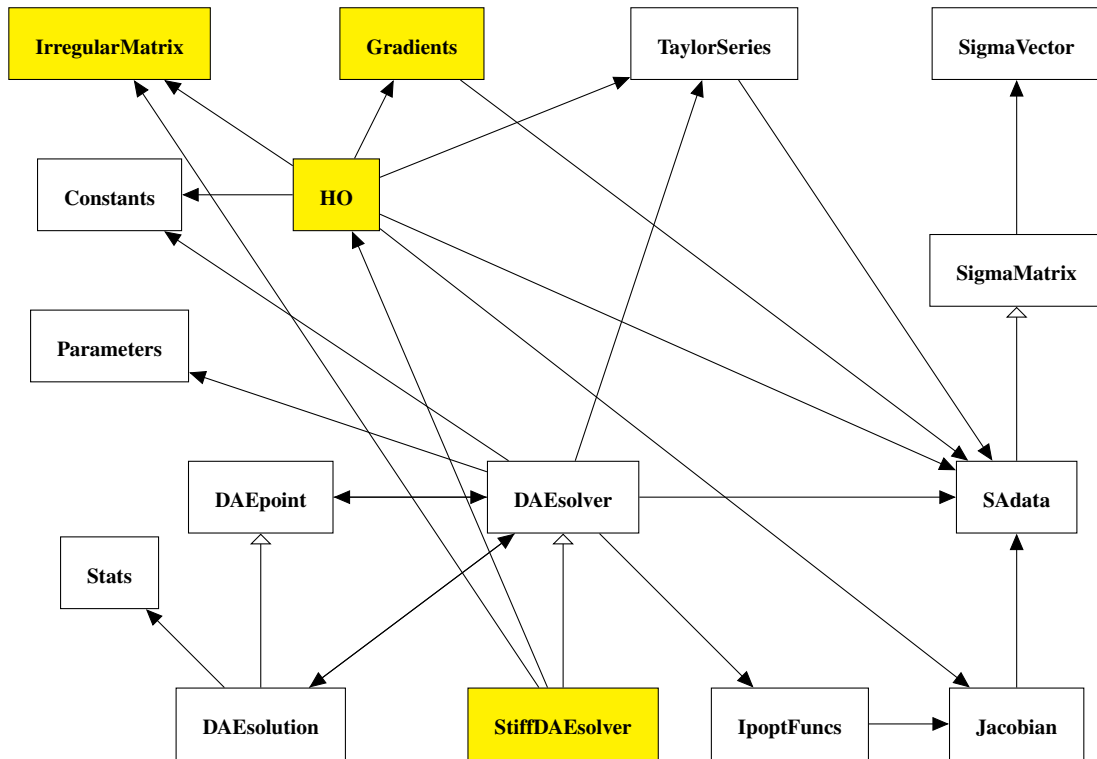 IrregularMatrix
Gradients
TaylorSeries
SigmaVector
Constants
HO
SigmaMatrix
Parameters
DAEpoint
DAEsolver
SAdata
Stats
DAEsolution
StiffDAEsolver
IpoptFuncs
Jacobian